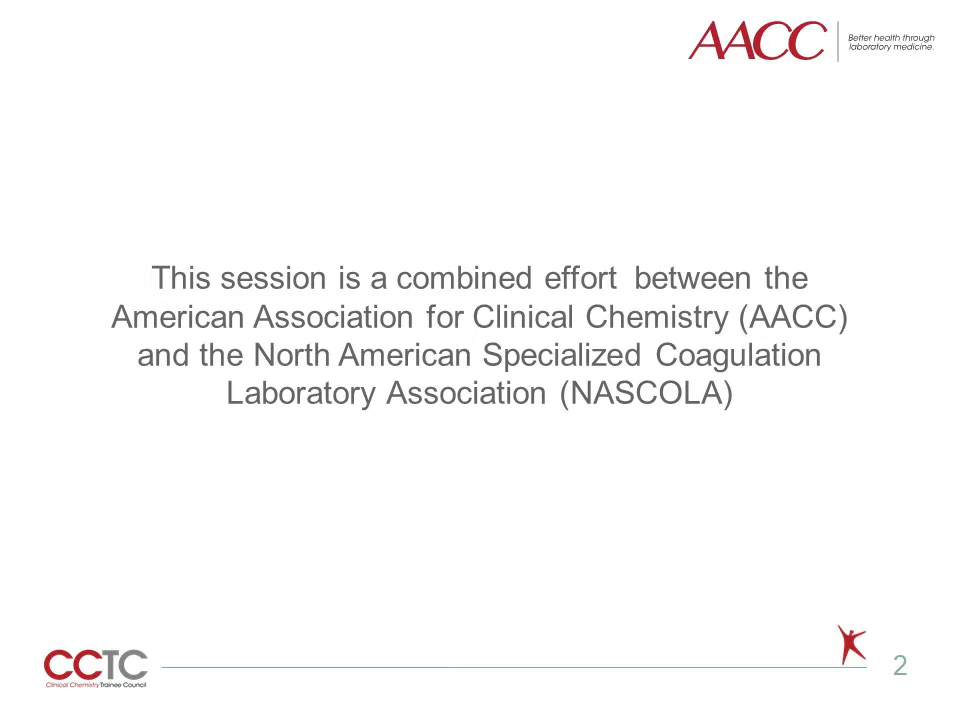 AACC
Better health through
laboratory medicine.
This session is a combined effort between the
American Association for Clinical Chemistry (AACC)
and the North American Specialized Coagulation
Laboratory Association (NASCOLA)
CCTC
Clinical Chemistry Trainee Council
2